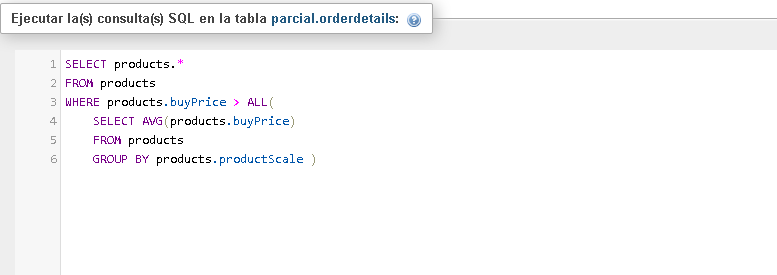 Ejecutar la(s) consulta(s) SQL en la tabla parcial.orderdetails:
1 SELECT products.*
2 FROM products
3 WHERE products.buyPrice > ALL(
4 SELECT AVG(products.buyPrice)
5 FROM products
6 GROUP BY products.productScale )